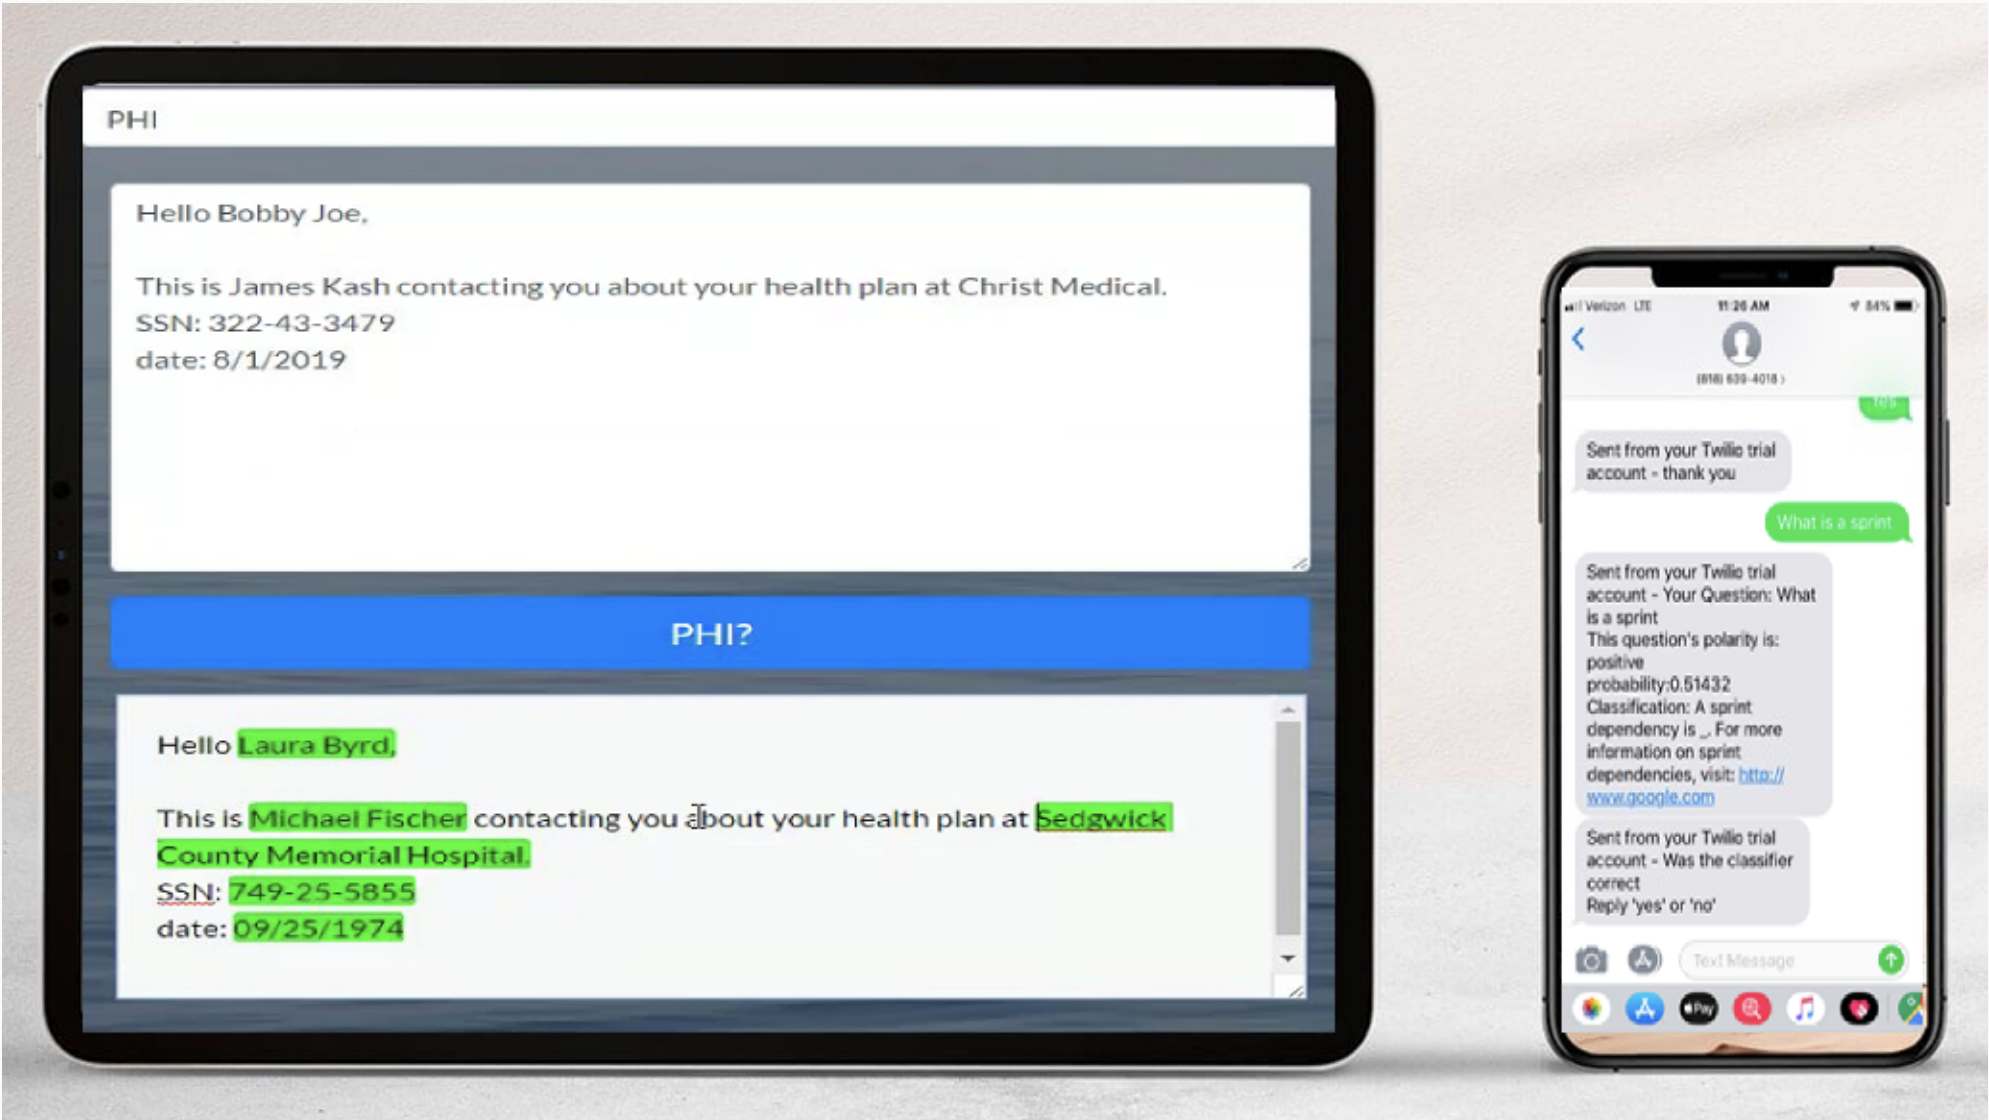 PHI
Hello Bobby Joe,
This is James Kash contacting you about your health plan at Christ Medical.
SSN: 322-43-3479
date: 8/1/2019
PHI?
Hello Laura Byrd,
This is Michael Fischer contacting you about your health plan at Sedgwick
County Memorial Hospital.
SSN: 749-25-5855
date: 09/25/1974
Verizon LTE
11:26 AM
84%
(818) 639-4018 >
Yes
Sent from your Twilio trial
account - thank you
What is a sprint
Sent from your Twilio trial
account - Your Question: What
is a sprint
This question's polarity is:
positive
probability:0.51432
Classification: A sprint
dependency is _. For more
information on sprint
dependencies, visit: http://
www.google.com
Sent from your Twilio trial
account - Was the classifier
correct
Reply 'yes' or 'no'
Text Message
Pay